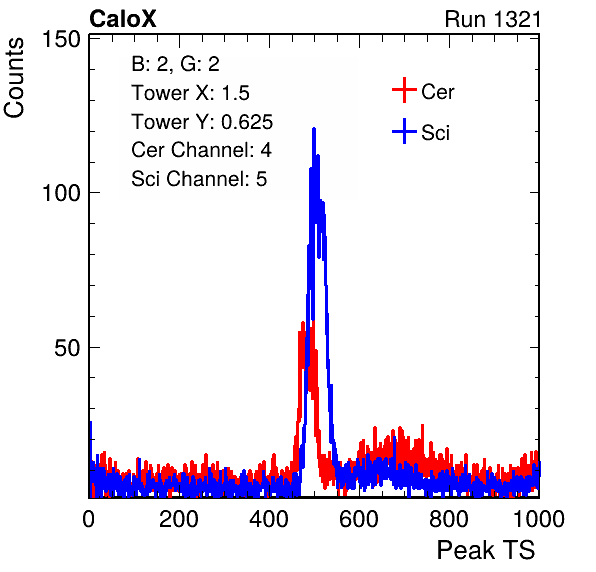 CaloX Run 1321
Counts
150
100
50
B: 2, G: 2
Tower X: 1.5
Tower Y: 0.625
Cer Channel: 4
Sci Channel: 5
Cer
Sci
0 200 400 600 800 1000
Peak TS